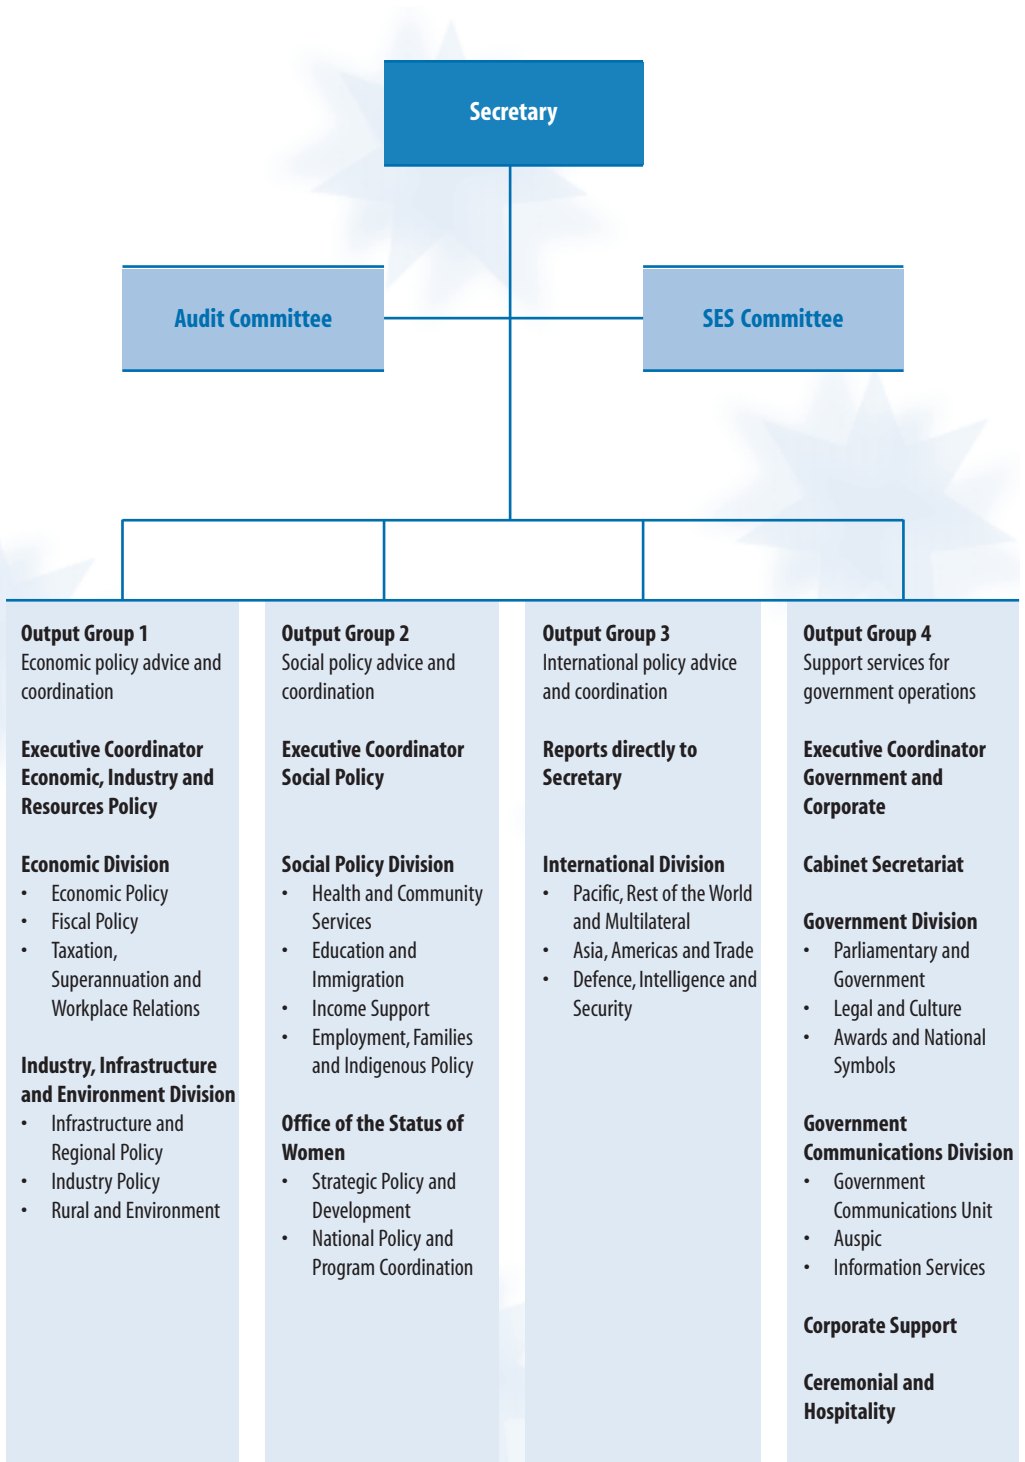 Secretary
Audit Committee
SES Committee
Output Group 1
Economic policy advice and
coordination
Executive Coordinator
Economic, Industry and
Resources Policy
Economic Division
• Economic Policy
• Fiscal Policy
• Taxation,
Superannuation and
Workplace Relations
Industry, Infrastructure
and Environment Division
• Infrastructure and
Regional Policy
• Industry Policy
• Rural and Environment
Output Group 2
Social policy advice and
coordination
Executive Coordinator
Social Policy
Social Policy Division
• Health and Community
Services
• Education and
Immigration
• Income Support
• Employment, Families
and Indigenous Policy
Office of the Status of
Women
• Strategic Policy and
Development
• National Policy and
Program Coordination
Output Group 3
International policy advice
and coordination
Reports directly to
Secretary
International Division
• Pacific, Rest of the World
and Multilateral
• Asia, Americas and Trade
• Defence, Intelligence and
Security
Output Group 4
Support services for
government operations
Executive Coordinator
Government and
Corporate
Cabinet Secretariat
Government Division
• Parliamentary and
Government
• Legal and Culture
• Awards and National
Symbols
Government
Communications Division
• Government
Communications Unit
• Auspic
• Information Services
Corporate Support
Ceremonial and
Hospitality